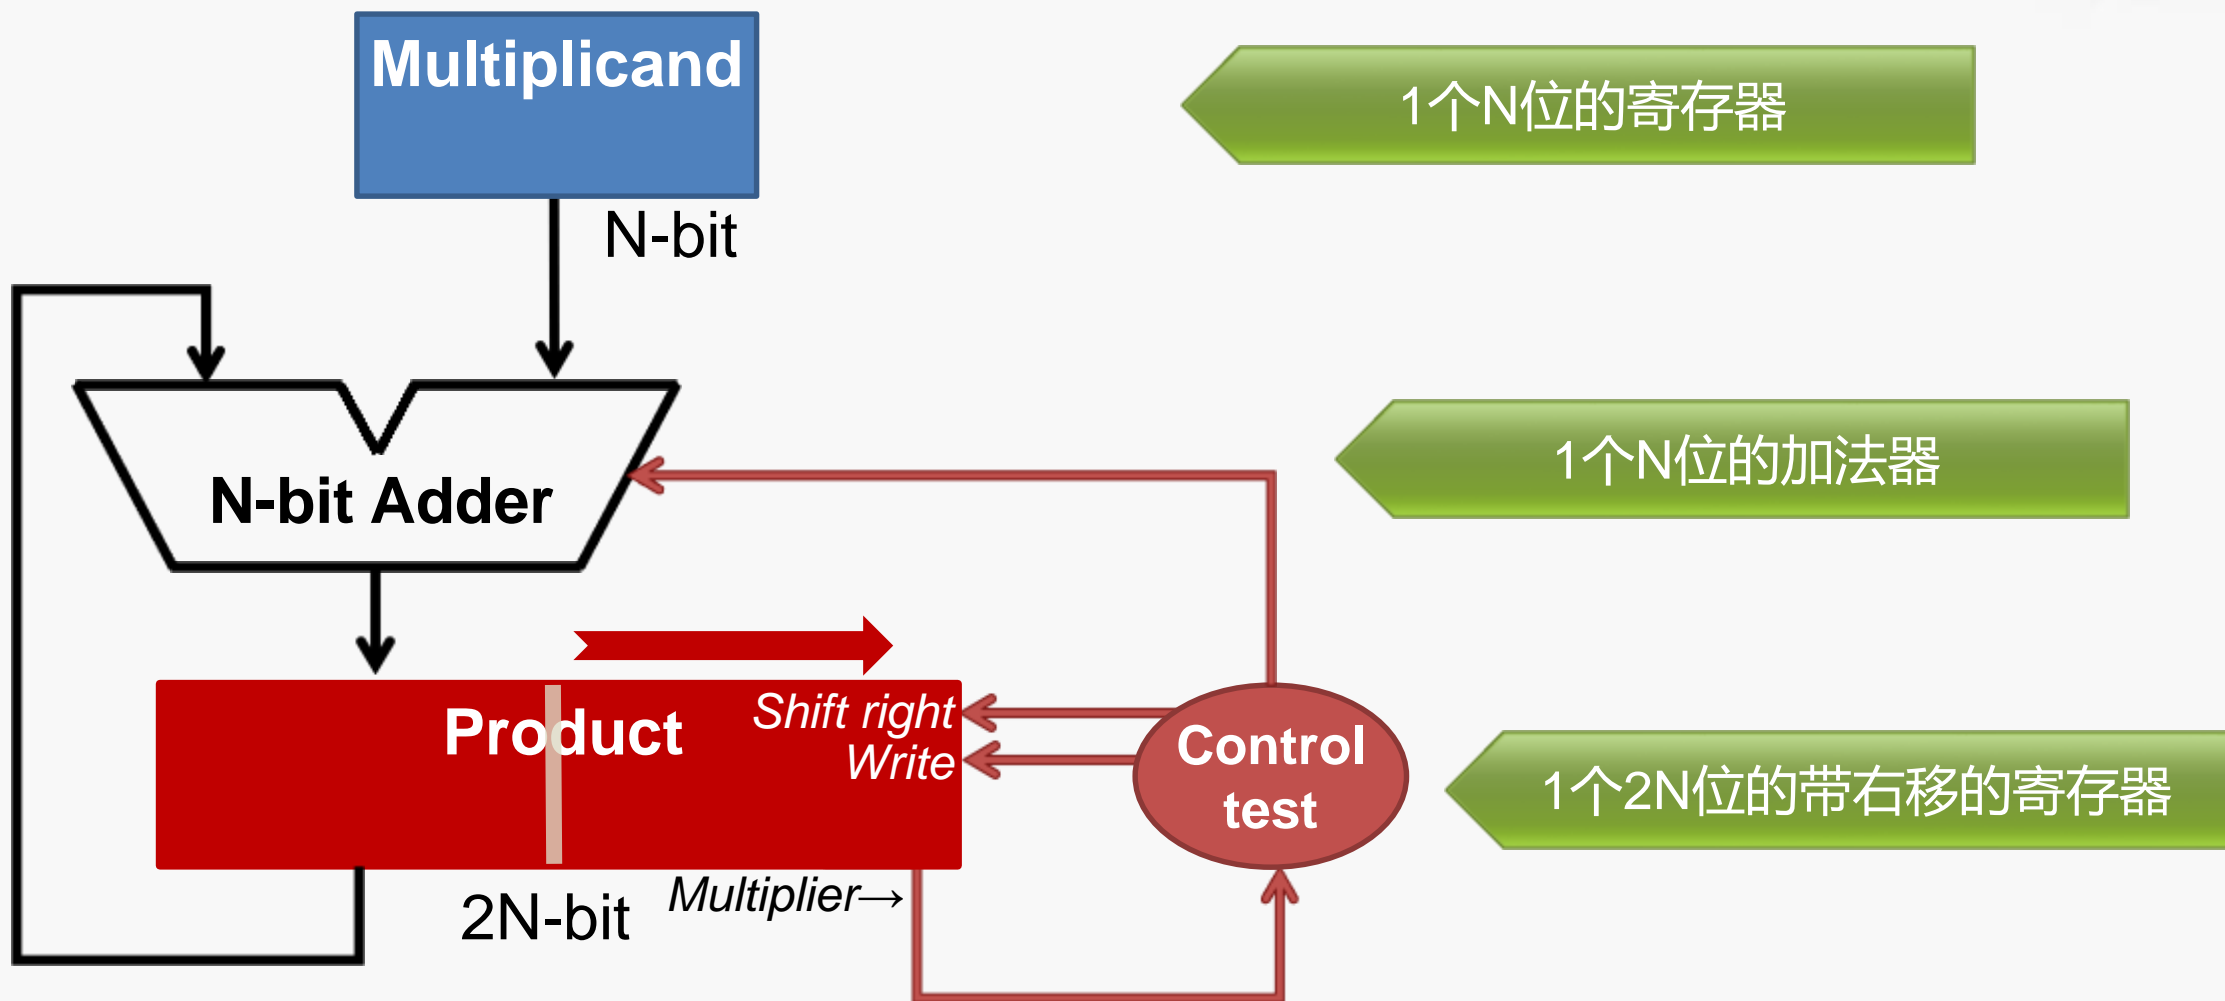 Multiplicand
1个N位的寄存器
N-bit
1个N位的加法器
N-bit Adder
Product
Shift right
Write
Control
test
1个2N位的带右移的寄存器
2N-bit
Multiplier→